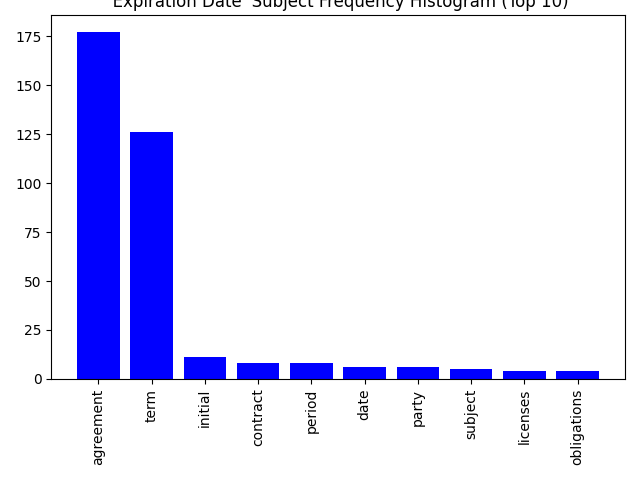 Expiration Date Subject Frequency Histogram (Top 10)
175
150
125
100
75
50
25
0
agreement
term
initial
contract
period
date
party
subject
licenses
obligations